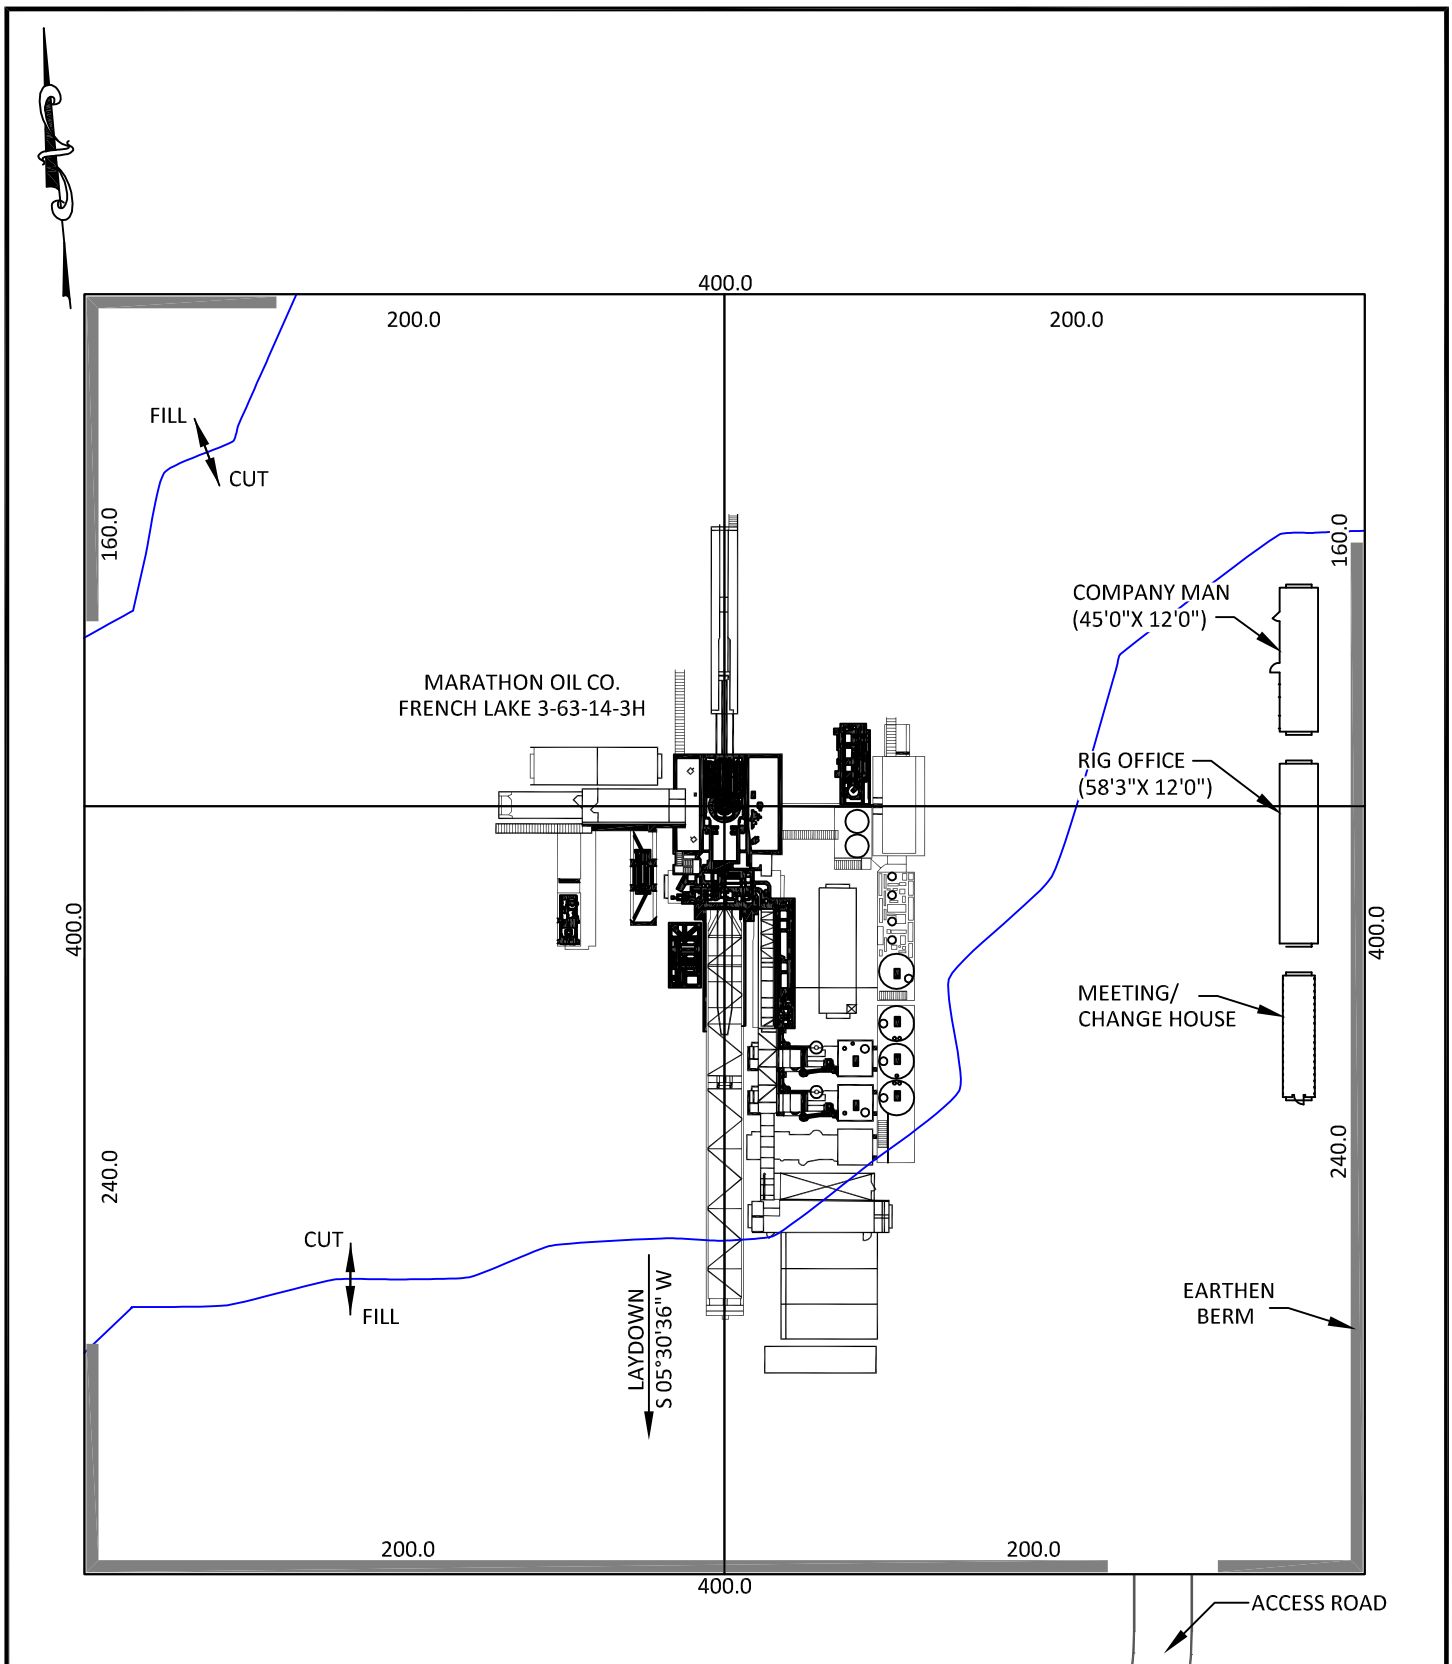 400.0
200.0
200.0
FILL
CUT
160.0
160.0
COMPANY MAN
(45'0"X 12'0")
MARATHON OIL CO.
FRENCH LAKE 3-63-14-3H
RIG OFFICE
(58'3"X 12'0")
400.0
400.0
MEETING/
CHANGE HOUSE
240.0
240.0
CUT
FILL
LAYDOWN
S 05°30'36" W
EARTHEN
BERM
200.0
200.0
400.0
ACCESS ROAD